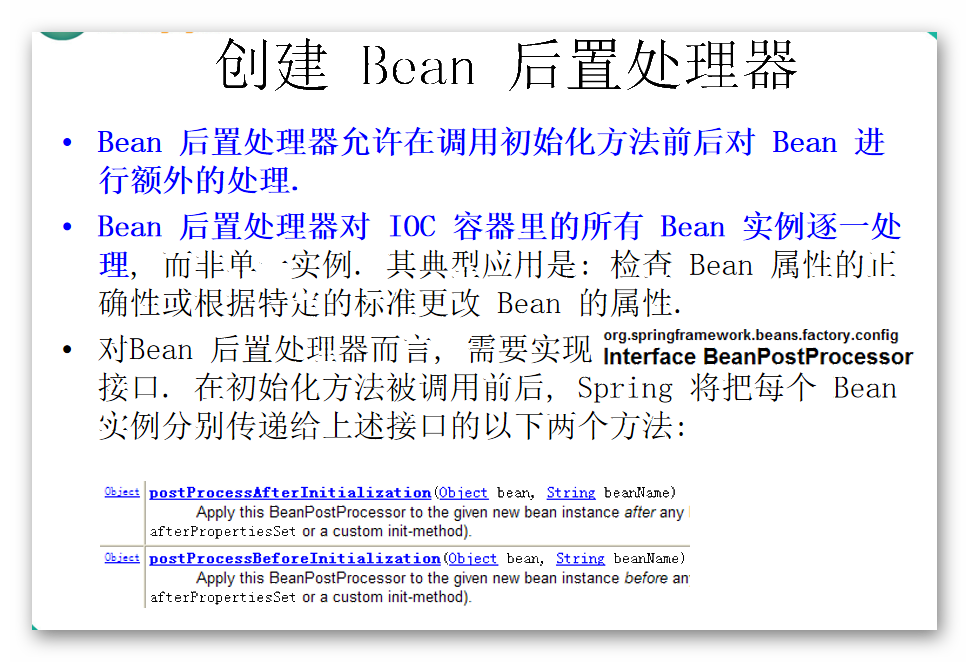 创建 Bean 后置处理器
• Bean 后置处理器允许在调用初始化方法前后对 Bean 进
行额外的处理.
• Bean 后置处理器对 IOC 容器里的所有 Bean 实例逐一处
理, 而非单一实例. 其典型应用是: 检查 Bean 属性的正
确性或根据特定的标准更改 Bean 的属性.
• 对Bean 后置处理器而言, 需要实现
org.springframework.beans.factory.config
Interface BeanPostProcessor
接口. 在初始化方法被调用前后, Spring 将把每个 Bean
实例分别传递给上述接口的以下两个方法:
Object postProcessAfterInitialization(Object bean, String beanName)
Apply this BeanPostProcessor to the given new bean instance after any
afterPropertiesSet or a custom init-method).
Object postProcessBeforeInitialization(Object bean, String beanName)
Apply this BeanPostProcessor to the given new bean instance before
afterPropertiesSet or a custom init-method).